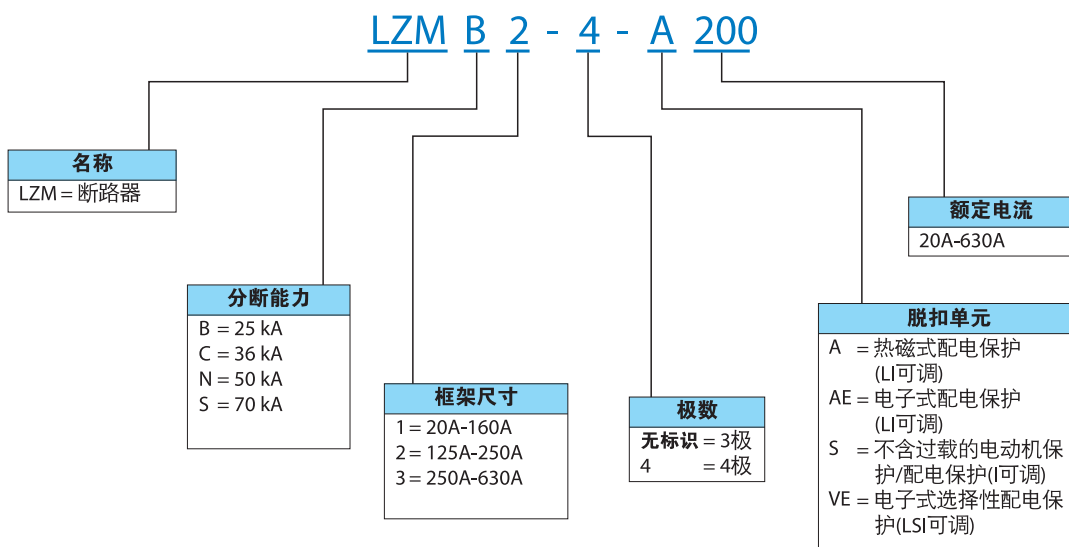 LZM B 2 - 4 - A 200
名称
LZM = 断路器
分断能力
B = 25 kA
C = 36 kA
N = 50 kA
S = 70 kA
框架尺寸
1 = 20A-160A
2 = 125A-250A
3 = 250A-630A
极数
无标识 = 3极
4 = 4极
额定电流
20A-630A
脱扣单元
A = 热磁式配电保护
(LI可调)
AE = 电子式配电保护
(LI可调)
S = 不含过载的电动机保
护/配电保护(I可调)
VE = 电子式选择性配电保
护(LSI可调)